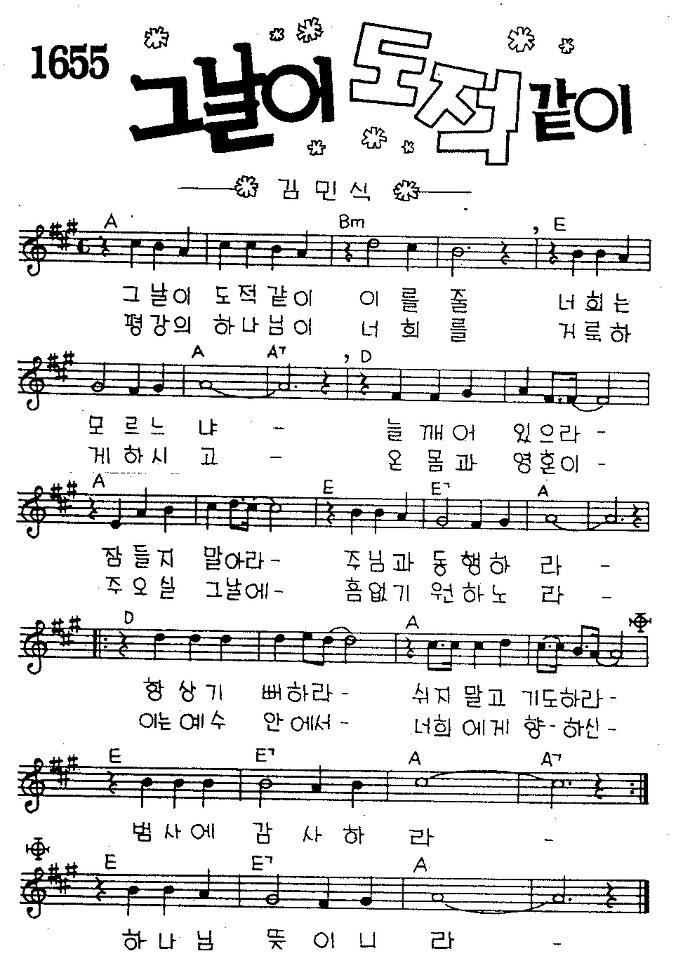 1655
그날이 도적 같이
김민식
A Bm E
그날이 도적같이 이를 줄 너희는
평강의 하나님이 너희를 거룩하
A A7 D
모르느 냐 - 늘 깨어 있으라 -
게하시 고 - 온 몸과 영혼이 -
A E E7 A
잠들지 말아라 - 주님과 동행하 라 -
주오실 그날에 - 흠없기 원하노 라 -
D A
항상기 뻐하라 - 쉬지말고 기도하라 -
이는예수 안에서 - 너희에게 향-하신 -
E E7 A A7
범사에 감사하 라 -
E E7 A
하나님 뜻이니 라 -